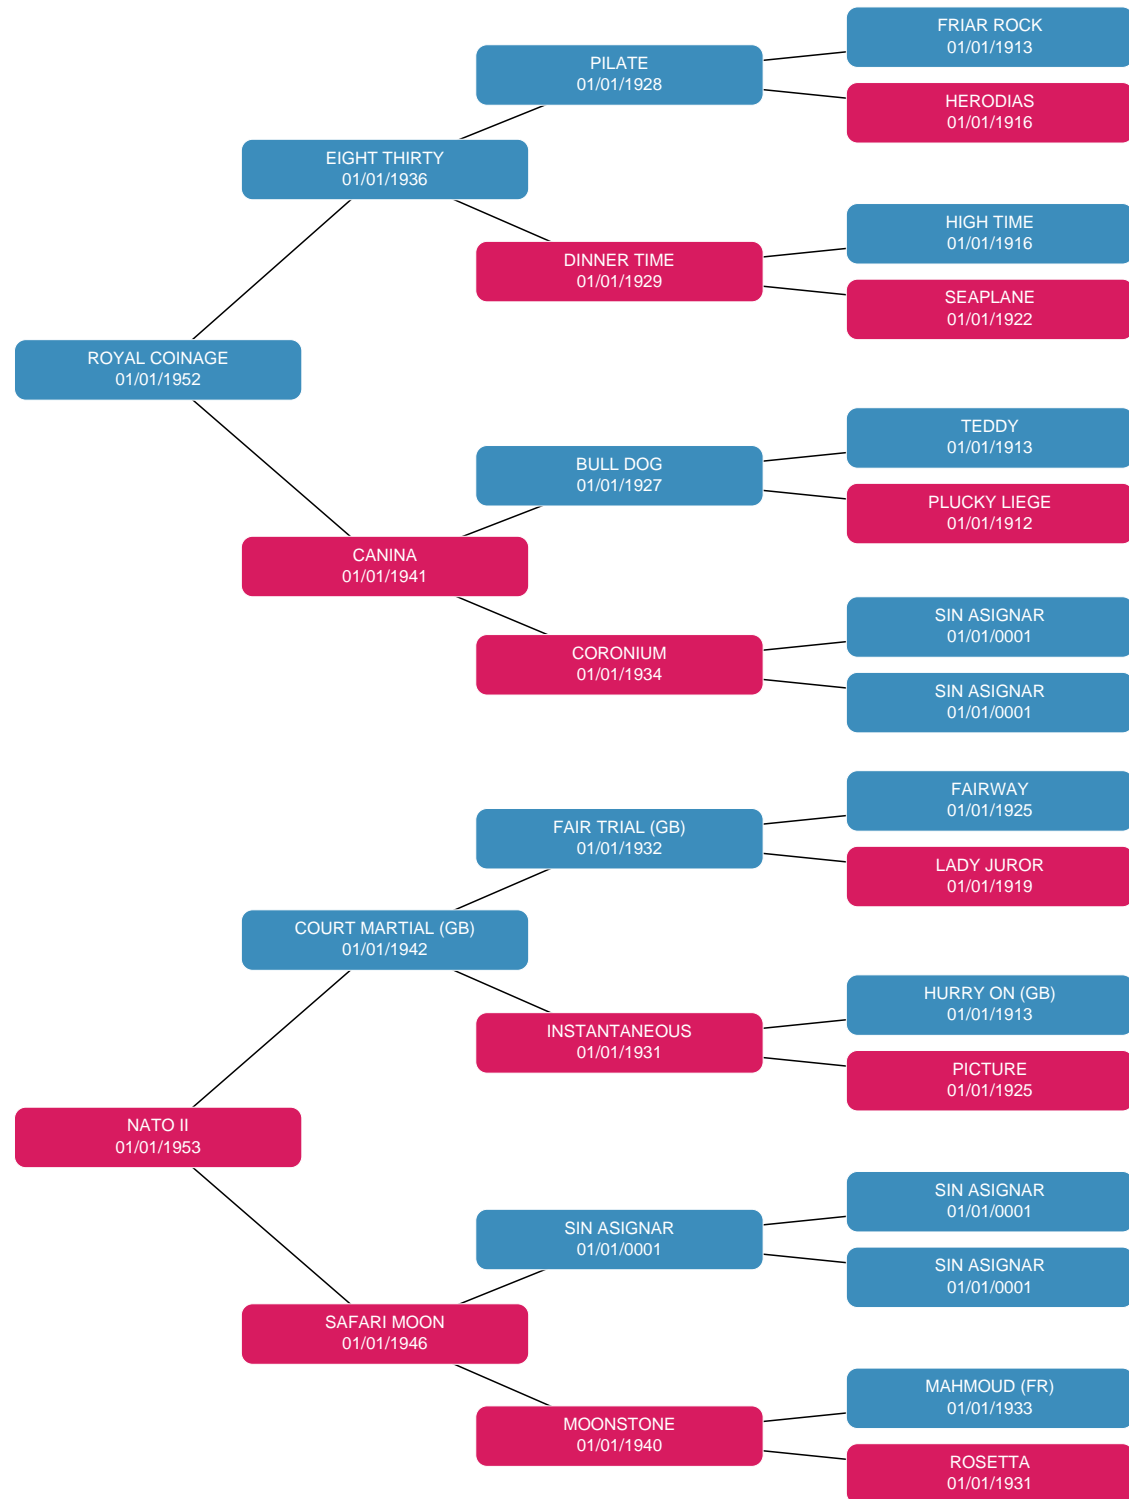 FRIAR ROCK
01/01/1913
PILATE
01/01/1928
HERODIAS
01/01/1916
EIGHT THIRTY
01/01/1936
HIGH TIME
01/01/1916
DINNER TIME
01/01/1929
SEAPLANE
01/01/1922
ROYAL COINAGE
01/01/1952
TEDDY
01/01/1913
BULL DOG
01/01/1927
PLUCKY LIEGE
01/01/1912
CANINA
01/01/1941
SIN ASIGNAR
01/01/0001
CORONIUM
01/01/1934
SIN ASIGNAR
01/01/0001
FAIRWAY
01/01/1925
FAIR TRIAL (GB)
01/01/1932
LADY JUROR
01/01/1919
COURT MARTIAL (GB)
01/01/1942
HURRY ON (GB)
01/01/1913
INSTANTANEOUS
01/01/1931
PICTURE
01/01/1925
NATO II
01/01/1953
SIN ASIGNAR
01/01/0001
SIN ASIGNAR
01/01/0001
SIN ASIGNAR
01/01/0001
SAFARI MOON
01/01/1946
MAHMOUD (FR)
01/01/1933
MOONSTONE
01/01/1940
ROSETTA
01/01/1931